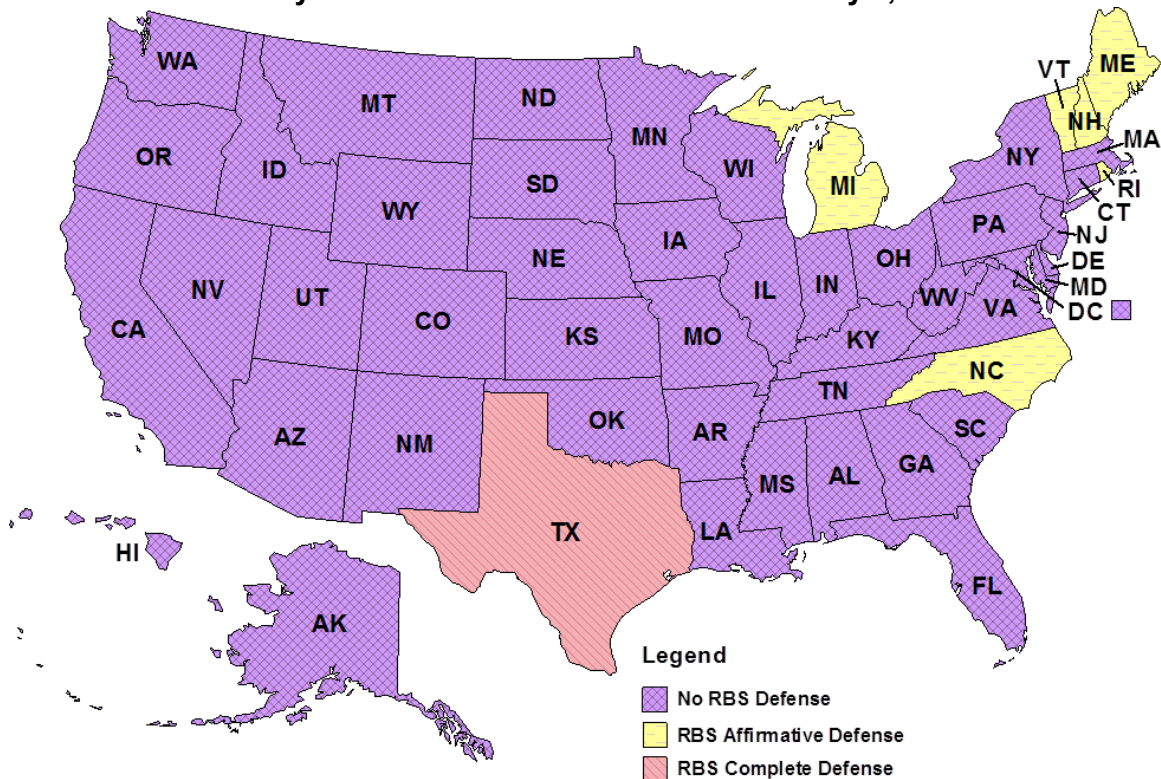 WA
MT
ND
MN
VT
ME
NH
MA
OR
ID
SD
WI
NY
MI
RI
WY
CT
IA
PA
NJ
NE
OH
DE
NV
UT
IL
IN
MD
WV
DC
CA
CO
VA
KS
MO
KY
NC
TN
OK
AZ
NM
AR
SC
GA
MS
AL
TX
LA
HI
FL
AK
Legend
No RBS Defense
RBS Affirmative Defense
RBS Complete Defense